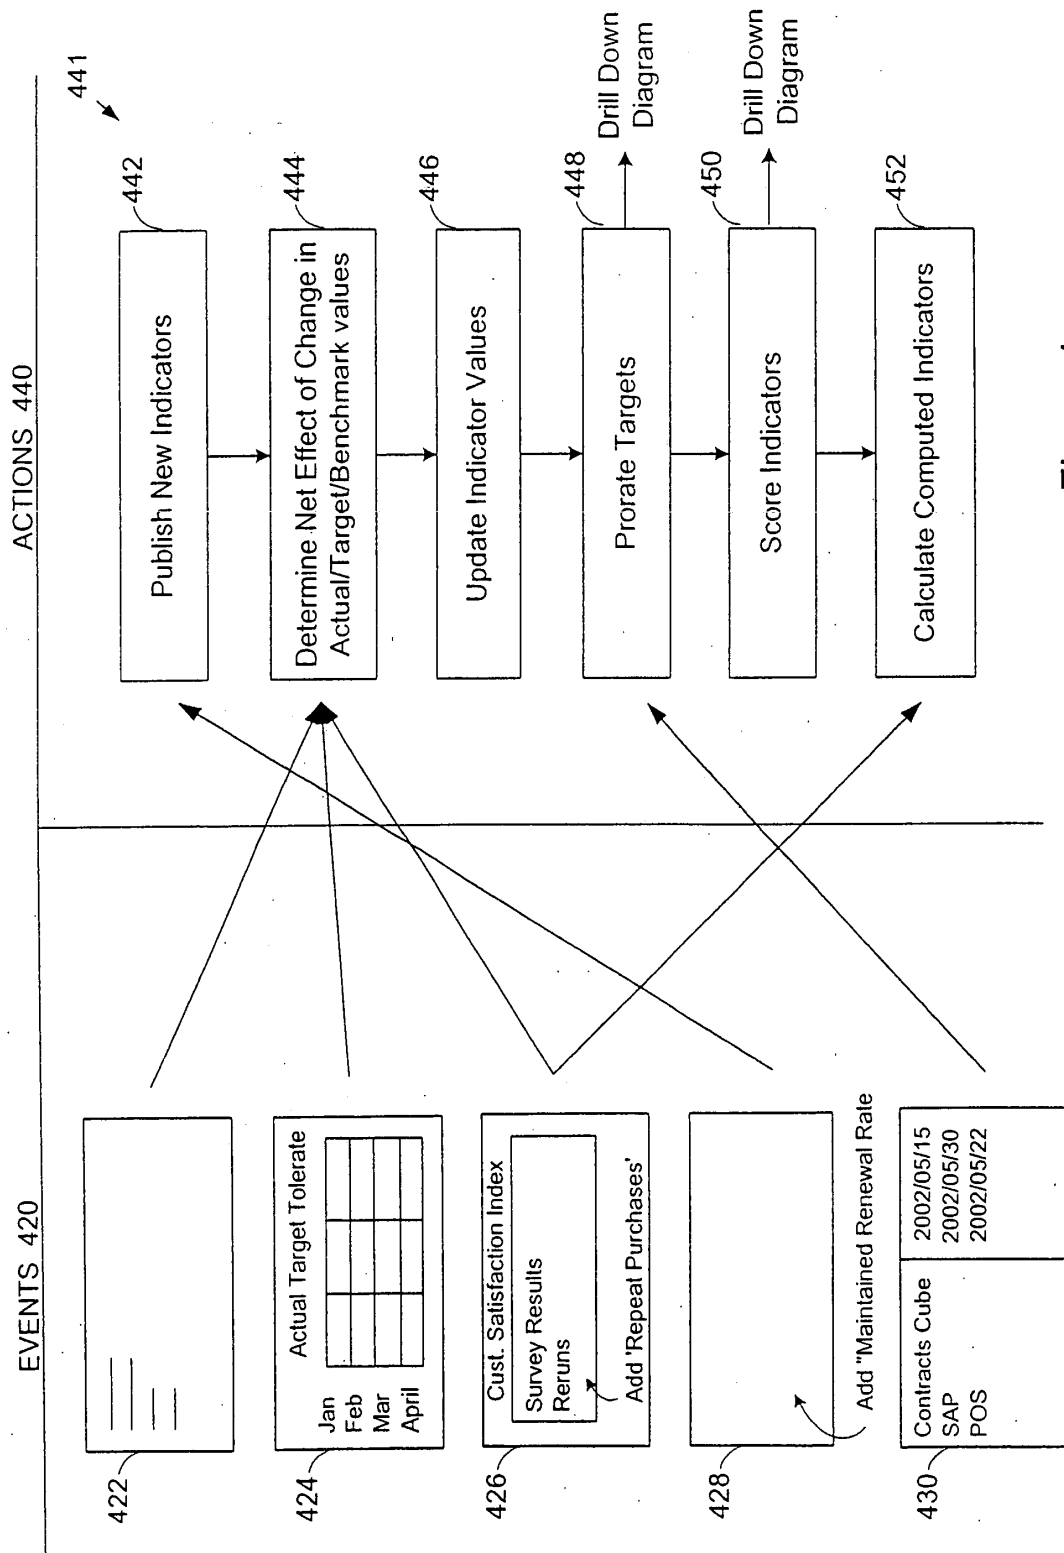 EVENTS 420
ACTIONS 440
441
422
424
Actual Target Tolerate
Jan
Feb
Mar
April
426
Cust. Satisfaction Index
Survey Results
Reruns
Add 'Repeat Purchases'
428
Add "Maintained Renewal Rate
430
Contracts Cube
SAP
POS
2002/05/15
2002/05/30
2002/05/22
442
Publish New Indicators
444
Determine Net Effect of Change in
Actual/Target/Benchmark values
446
Update Indicator Values
448
Prorate Targets
Drill Down
Diagram
450
Score Indicators
Drill Down
Diagram
452
Calculate Computed Indicators